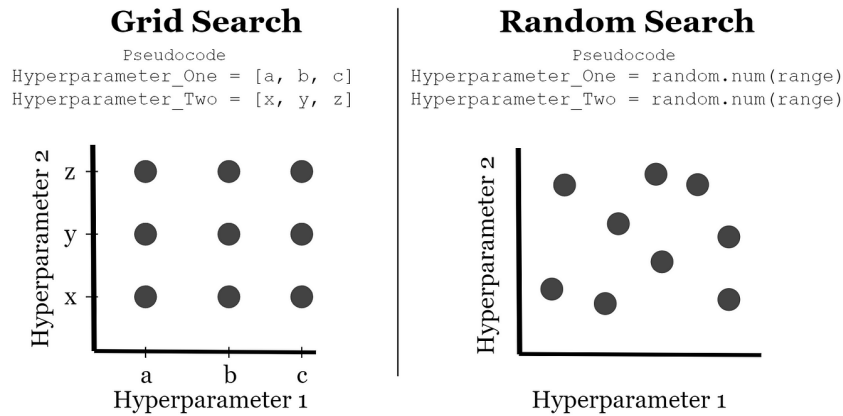 Grid Search
Pseudocode
Hyperparameter_One = [a, b, c]
Hyperparameter_Two = [x, y, z]
Hyperparameter 2
z
y
x
a b c
Hyperparameter 1
Random Search
Pseudocode
Hyperparameter_One = random.num(range)
Hyperparameter_Two = random.num(range)
Hyperparameter 2
Hyperparameter 1